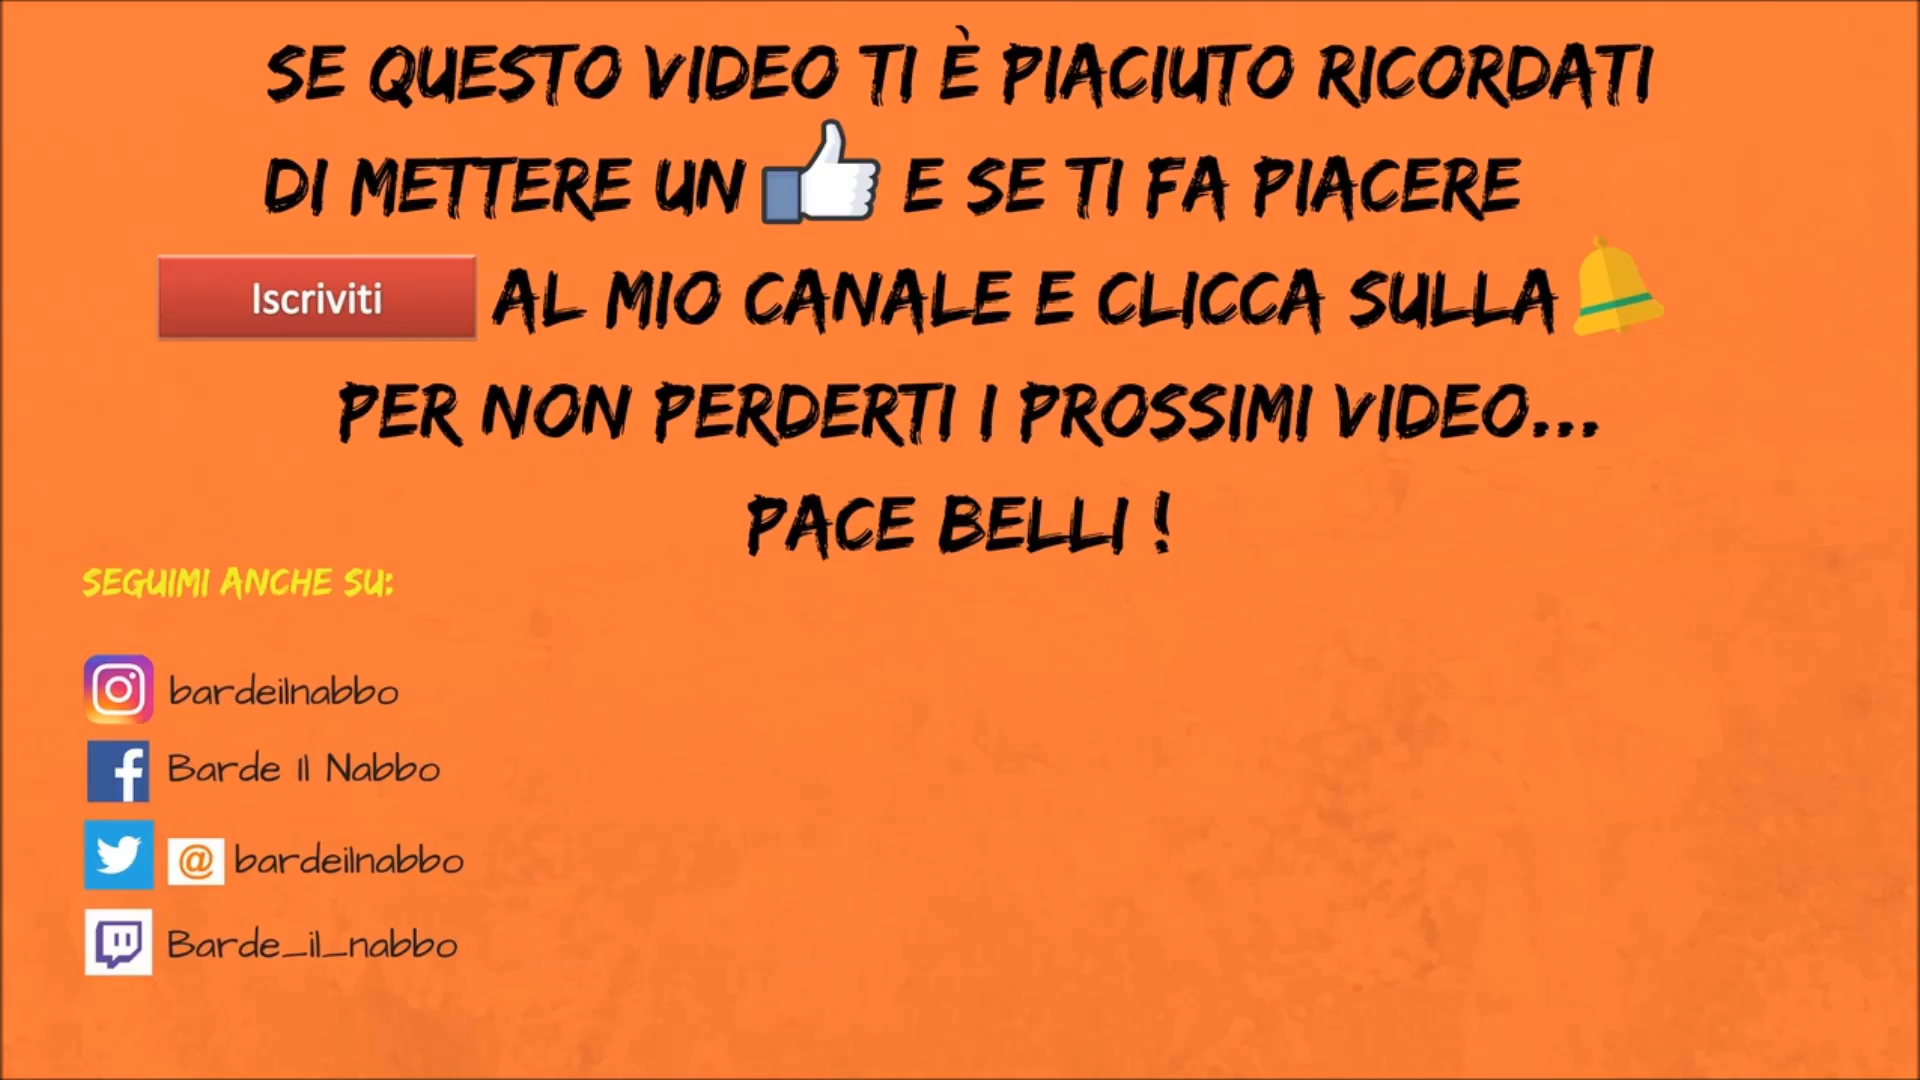 SE QUESTO VIDEO TI È PIACIUTO RICORDATI
DI METTERE UN E SE TI FA PIACERE
Iscriviti AL MIO CANALE E CLICCA SULLA
PER NON PERDERTI I PROSSIMI VIDEO...
PACE BELLI !
SEGUIMI ANCHE SU:
bardeilnabbo
Barde Il Nabbo
@ bardeilnabbo
Barde_il_nabbo